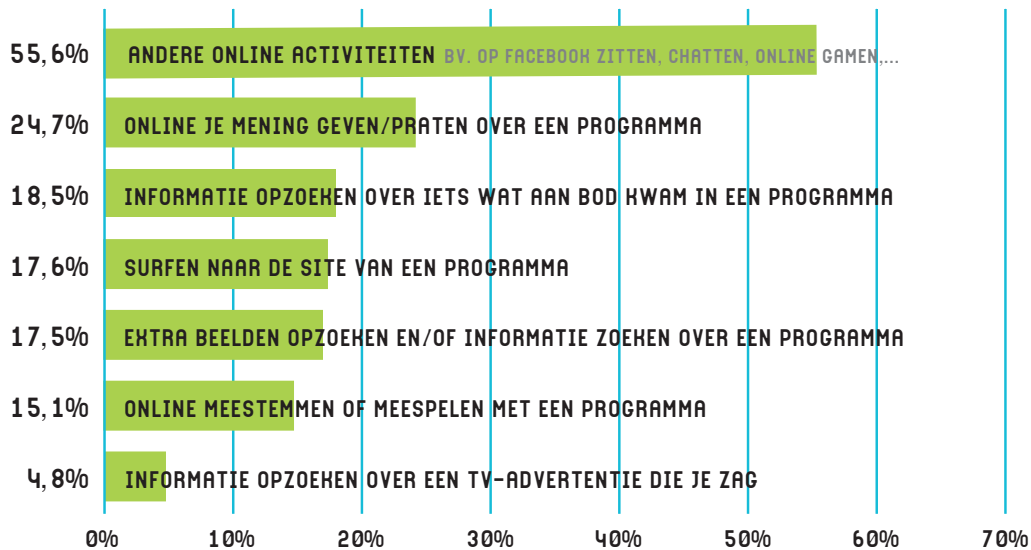 55,6% ANDERE ONLINE ACTIVITEITEN BV. OP FACEBOOK ZITTEN, CHATTEN, ONLINE GAMEN,...
24,7% ONLINE JE MENING GEVEN/PRATEN OVER EEN PROGRAMMA
18,5% INFORMATIE OPZOEKEN OVER IETS WAT AAN BOD KWAM IN EEN PROGRAMMA
17,6% SURFEN NAAR DE SITE VAN EEN PROGRAMMA
17,5% EXTRA BEELDEN OPZOEKEN EN/OF INFORMATIE ZOEKEN OVER EEN PROGRAMMA
15,1% ONLINE MEESTEMMEN OF MEESPELEN MET EEN PROGRAMMA
4,8% INFORMATIE OPZOEKEN OVER EEN TV-ADVERTENTIE DIE JE ZAG
0% 10% 20% 30% 40% 50% 60% 70%